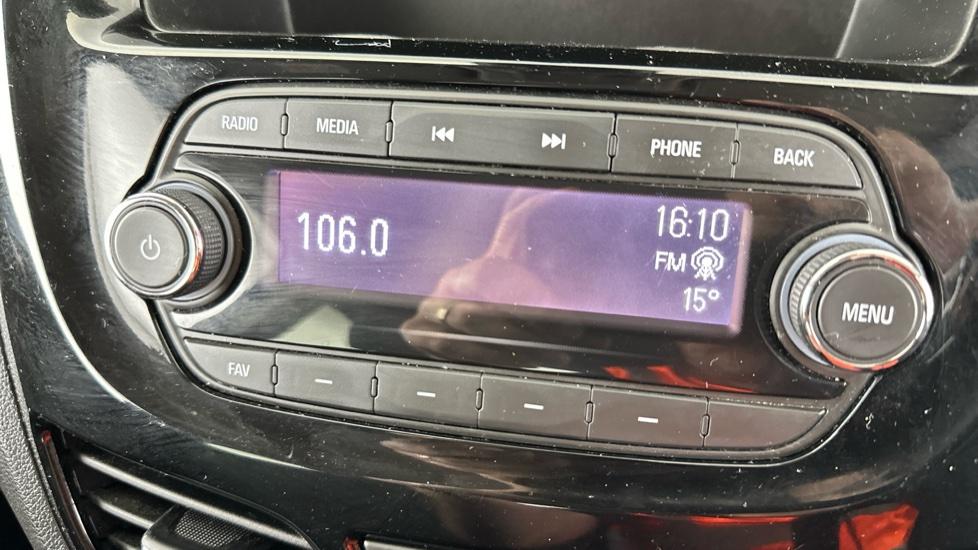 RADIO MEDIA PHONE BACK
106.0 16:10
FM
15°
MENU
FAV